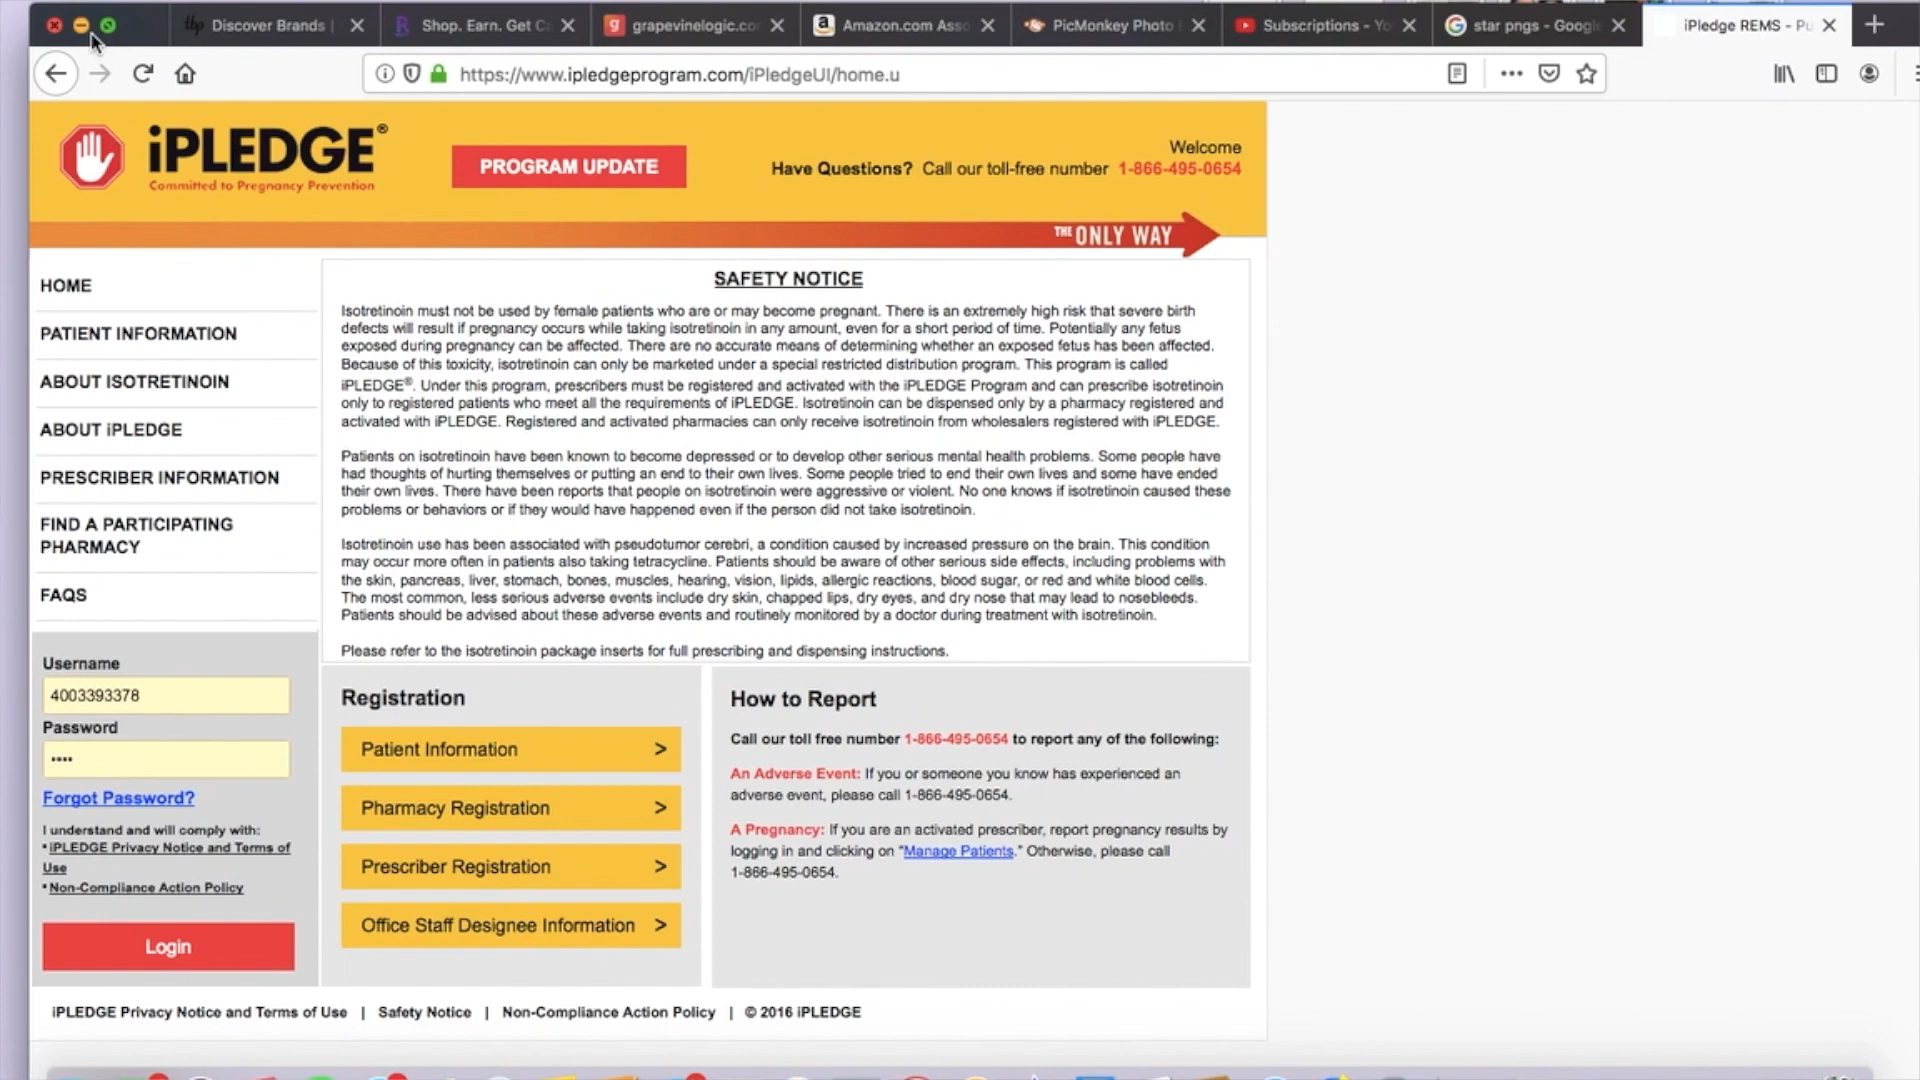 Discover Brands |
Shop. Earn. Get Ca
grapevinelogic.co
Amazon.com Asso
PicMonkey Photo
Subscriptions - Yo
star pngs - Google
iPledge REMS - Pu
https://www.ipledgeprogram.com/iPledgeUI/home.u
iPLEDGE®
Committed to Pregnancy Prevention
PROGRAM UPDATE
Welcome
Have Questions? Call our toll-free number 1-866-495-0654
THE ONLY WAY
HOME
PATIENT INFORMATION
ABOUT ISOTRETINOIN
ABOUT iPLEDGE
PRESCRIBER INFORMATION
FIND A PARTICIPATING
PHARMACY
FAQS
SAFETY NOTICE
Isotretinoin must not be used by female patients who are or may become pregnant. There is an extremely high risk that severe birth
defects will result if pregnancy occurs while taking isotretinoin in any amount, even for a short period of time. Potentially any fetus
exposed during pregnancy can be affected. There are no accurate means of determining whether an exposed fetus has been affected.
Because of this toxicity, isotretinoin can only be marketed under a special restricted distribution program. This program is called
iPLEDGE®. Under this program, prescribers must be registered and activated with the iPLEDGE Program and can prescribe isotretinoin
only to registered patients who meet all the requirements of iPLEDGE. Isotretinoin can be dispensed only by a pharmacy registered and
activated with iPLEDGE. Registered and activated pharmacies can only receive isotretinoin from wholesalers registered with iPLEDGE.
Patients on isotretinoin have been known to become depressed or to develop other serious mental health problems. Some people have
had thoughts of hurting themselves or putting an end to their own lives. Some people tried to end their own lives and some have ended
their own lives. There have been reports that people on isotretinoin were aggressive or violent. No one knows if isotretinoin caused these
problems or behaviors or if they would have happened even if the person did not take isotretinoin.
Isotretinoin use has been associated with pseudotumor cerebri, a condition caused by increased pressure on the brain. This condition
may occur more often in patients also taking tetracycline. Patients should be aware of other serious side effects, including problems with
the skin, pancreas, liver, stomach, bones, muscles, hearing, vision, lipids, allergic reactions, blood sugar, or red and white blood cells.
The most common, less serious adverse events include dry skin, chapped lips, dry eyes, and dry nose that may lead to nosebleeds.
Patients should be advised about these adverse events and routinely monitored by a doctor during treatment with isotretinoin.
Please refer to the isotretinoin package inserts for full prescribing and dispensing instructions.
Username
4003393378
Password
••••
Forgot Password?
I understand and will comply with:
* iPLEDGE Privacy Notice and Terms of
Use
* Non-Compliance Action Policy
Login
Registration
Patient Information >
Pharmacy Registration >
Prescriber Registration >
Office Staff Designee Information >
How to Report
Call our toll free number 1-866-495-0654 to report any of the following:
An Adverse Event: If you or someone you know has experienced an
adverse event, please call 1-866-495-0654.
A Pregnancy: If you are an activated prescriber, report pregnancy results by
logging in and clicking on "Manage Patients." Otherwise, please call
1-866-495-0654.
iPLEDGE Privacy Notice and Terms of Use | Safety Notice | Non-Compliance Action Policy | © 2016 iPLEDGE